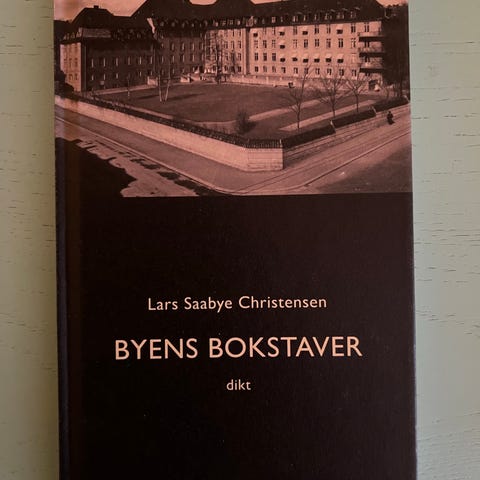 Lars Saabye Christensen
BYENS BOKSTAVER
dikt